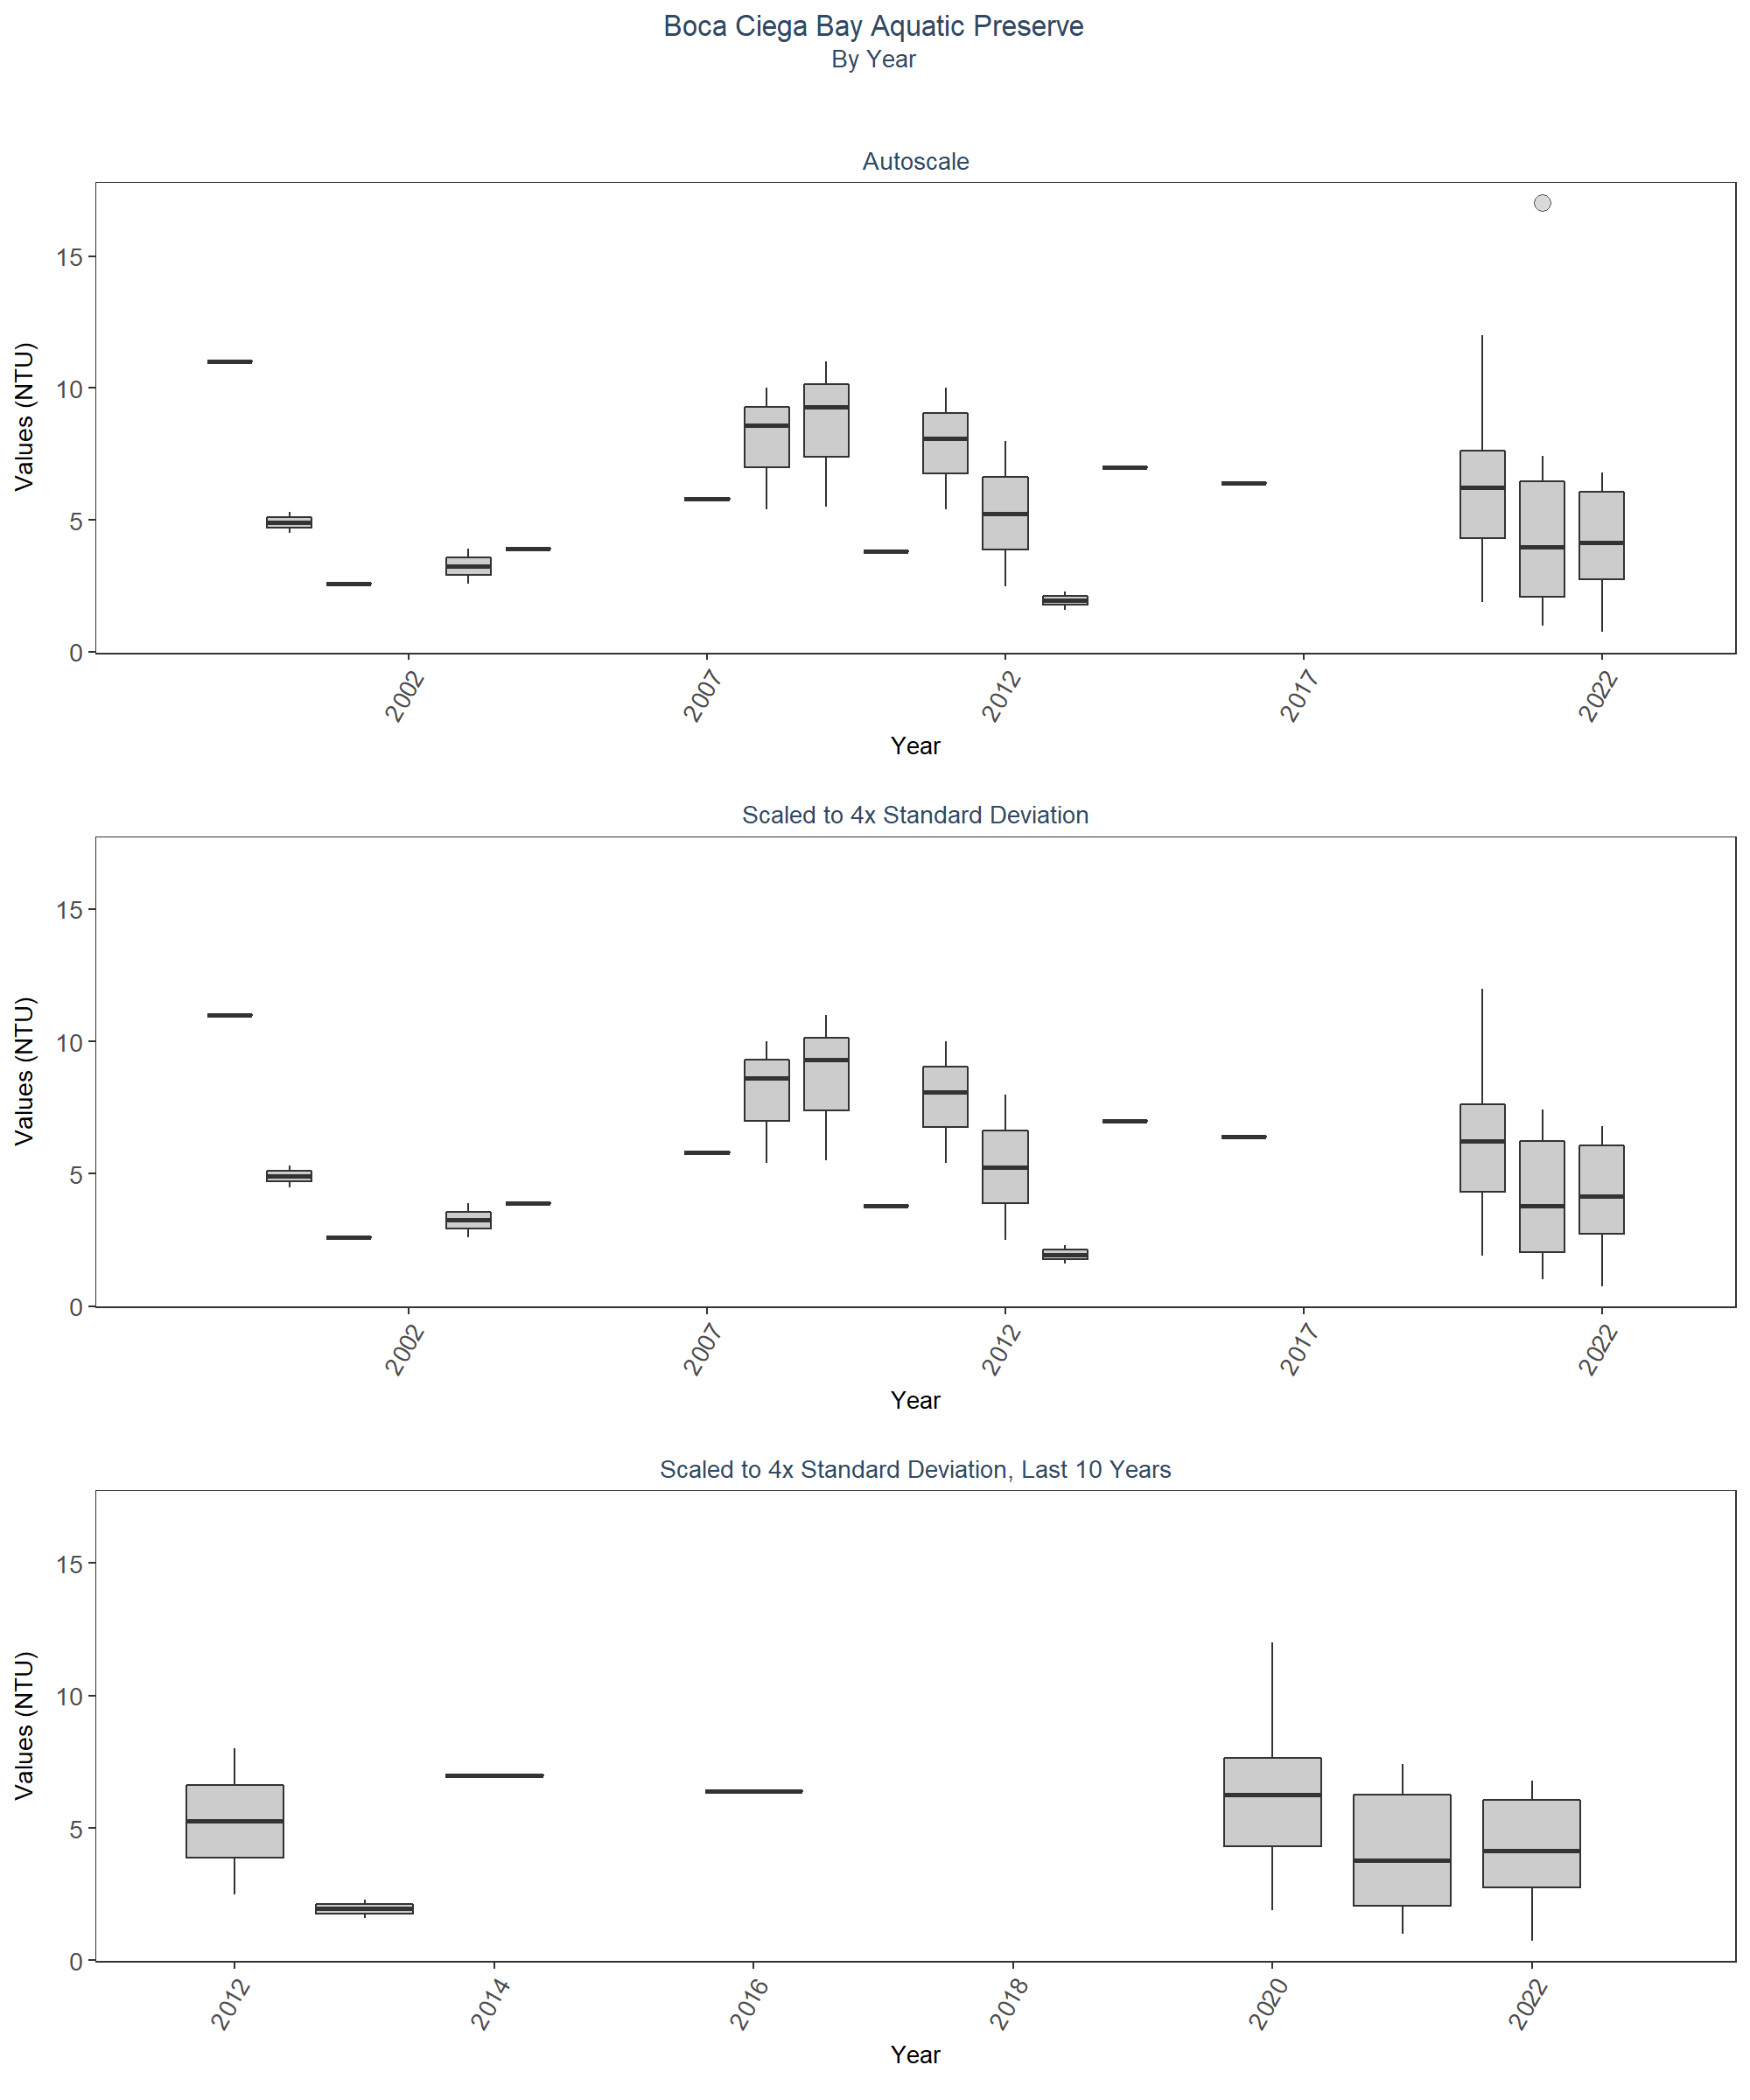 Boca Ciega Bay Aquatic Preserve
By Year
Autoscale
Values (NTU)
15
10
5
0
2002 2007 2012 2017 2022
Year
Scaled to 4x Standard Deviation
Values (NTU)
15
10
5
0
2002 2007 2012 2017 2022
Year
Scaled to 4x Standard Deviation, Last 10 Years
Values (NTU)
15
10
5
0
2012 2014 2016 2018 2020 2022
Year